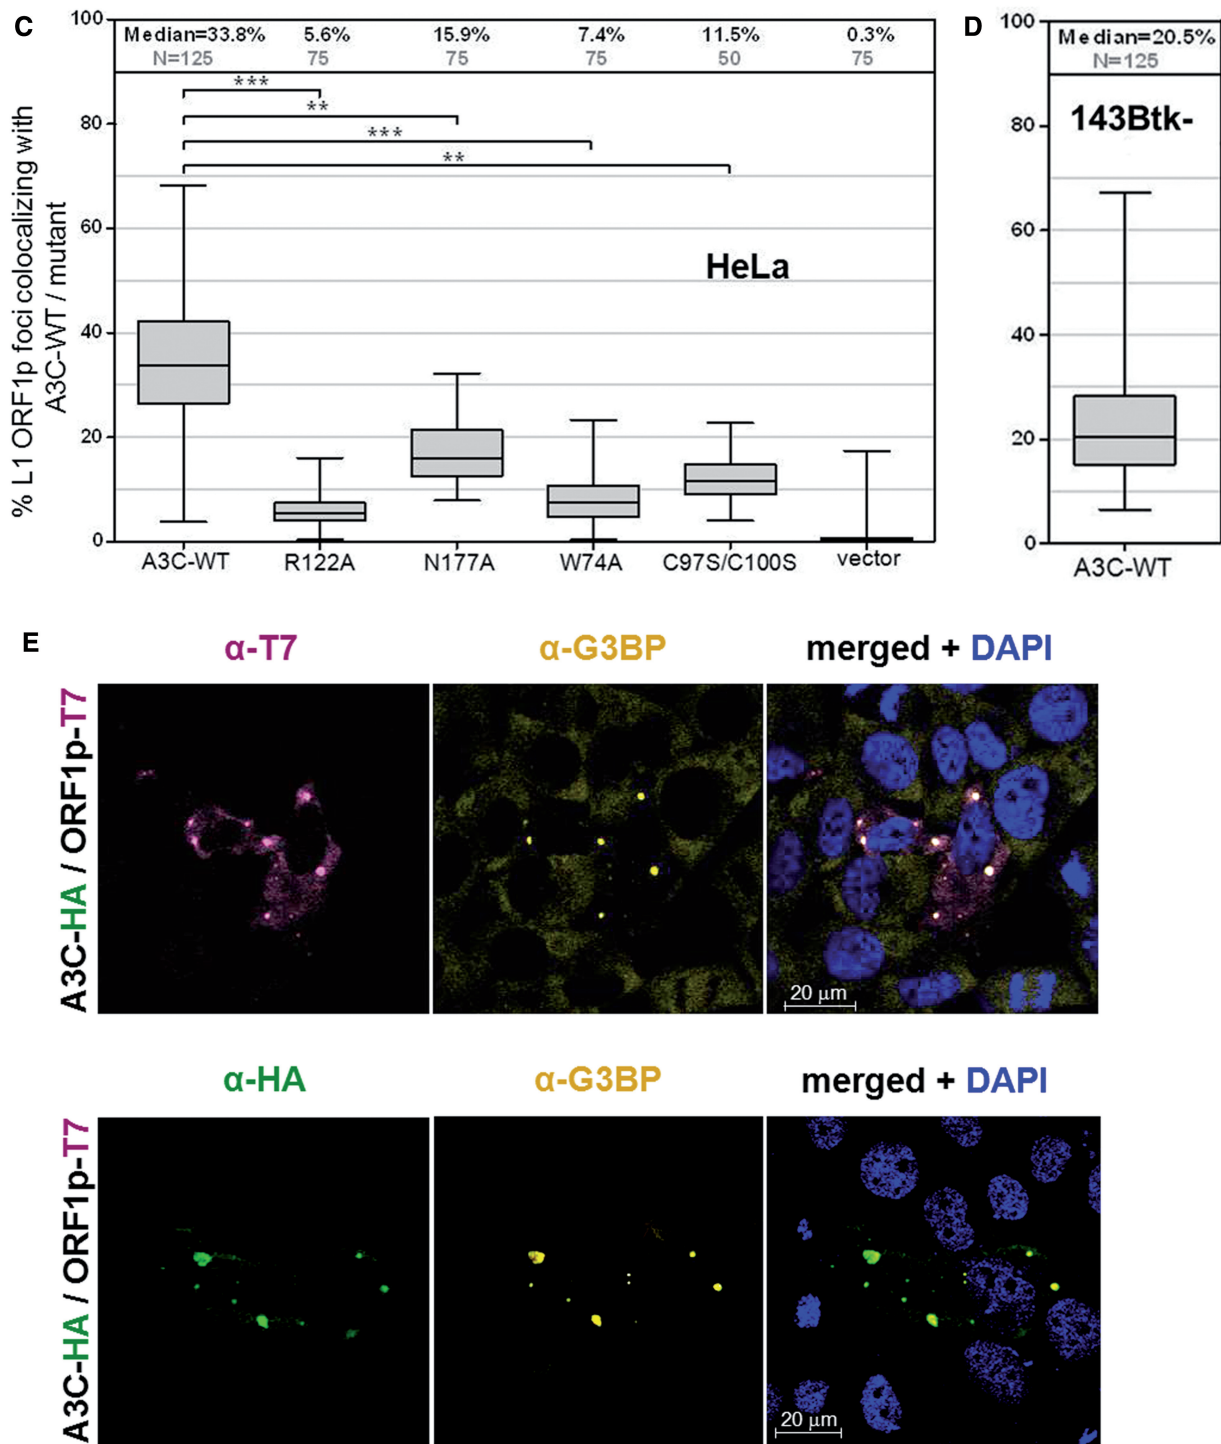 C
Median=33.8% 5.6% 15.9% 7.4% 11.5% 0.3%
N=125 75 75 75 50 75
***
**
***
**
HeLa
% L1 ORF1p foci colocalizing with
A3C-WT / mutant
100
80
60
40
20
0
A3C-WT R122A N177A W74A C97S/C100S vector
D
Median=20.5%
N=125
143Btk-
100
80
60
40
20
0
A3C-WT
E
α-T7 α-G3BP merged + DAPI
A3C-HA / ORF1p-T7
20 μm
α-HA α-G3BP merged + DAPI
A3C-HA / ORF1p-T7
20 μm